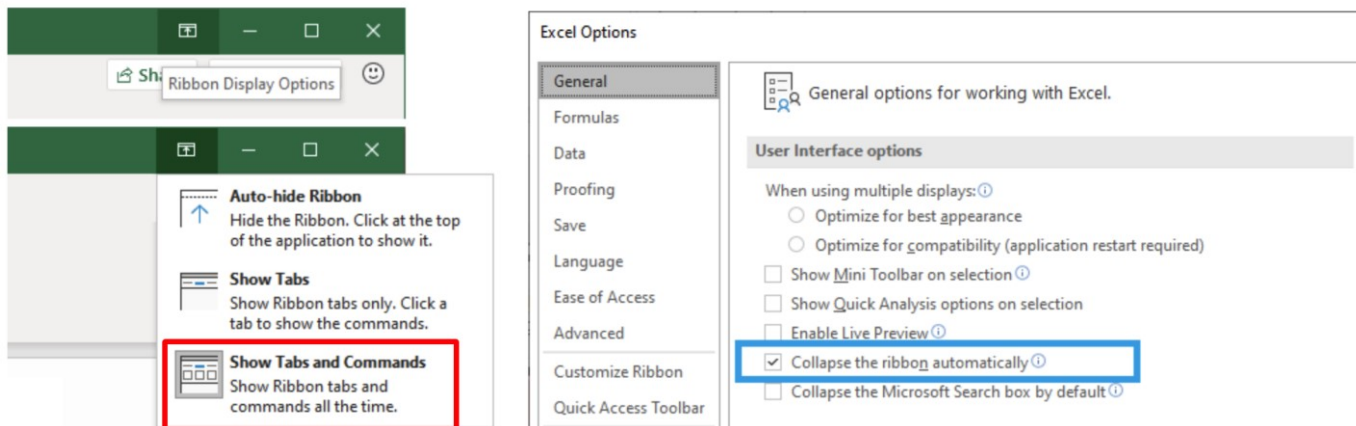 Sh
Ribbon Display Options
Auto-hide Ribbon
Hide the Ribbon. Click at the top
of the application to show it.
Show Tabs
Show Ribbon tabs only. Click a
tab to show the commands.
Show Tabs and Commands
Show Ribbon tabs and
commands all the time.
Excel Options
General
Formulas
Data
Proofing
Save
Language
Ease of Access
Advanced
Customize Ribbon
Quick Access Toolbar
General options for working with Excel.
User Interface options
When using multiple displays:
Optimize for best appearance
Optimize for compatibility (application restart required)
Show Mini Toolbar on selection
Show Quick Analysis options on selection
Enable Live Preview
Collapse the ribbon automatically
Collapse the Microsoft Search box by default